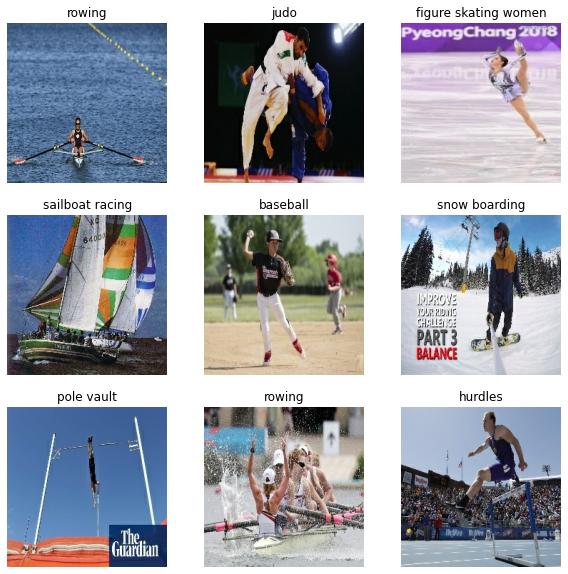 rowing
judo
figure skating women
PyeongChang 2018
sailboat racing
baseball
snow boarding
IMPROVE
YOUR RIDING
CHALLENGE
PART 3
BALANCE
pole vault
rowing
hurdles
The
Guardian